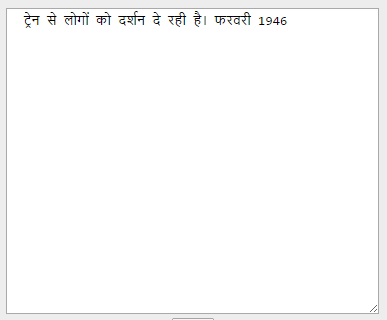 ट्रेन से लोगों को दर्शन दे रही है। फरवरी 1946